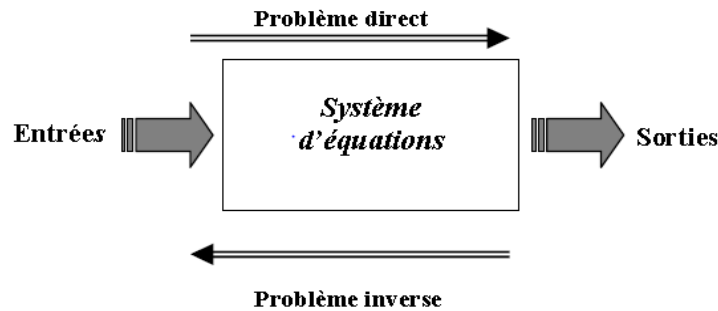 Problème direct
Entrées
Système
d'équations
Sorties
Problème inverse